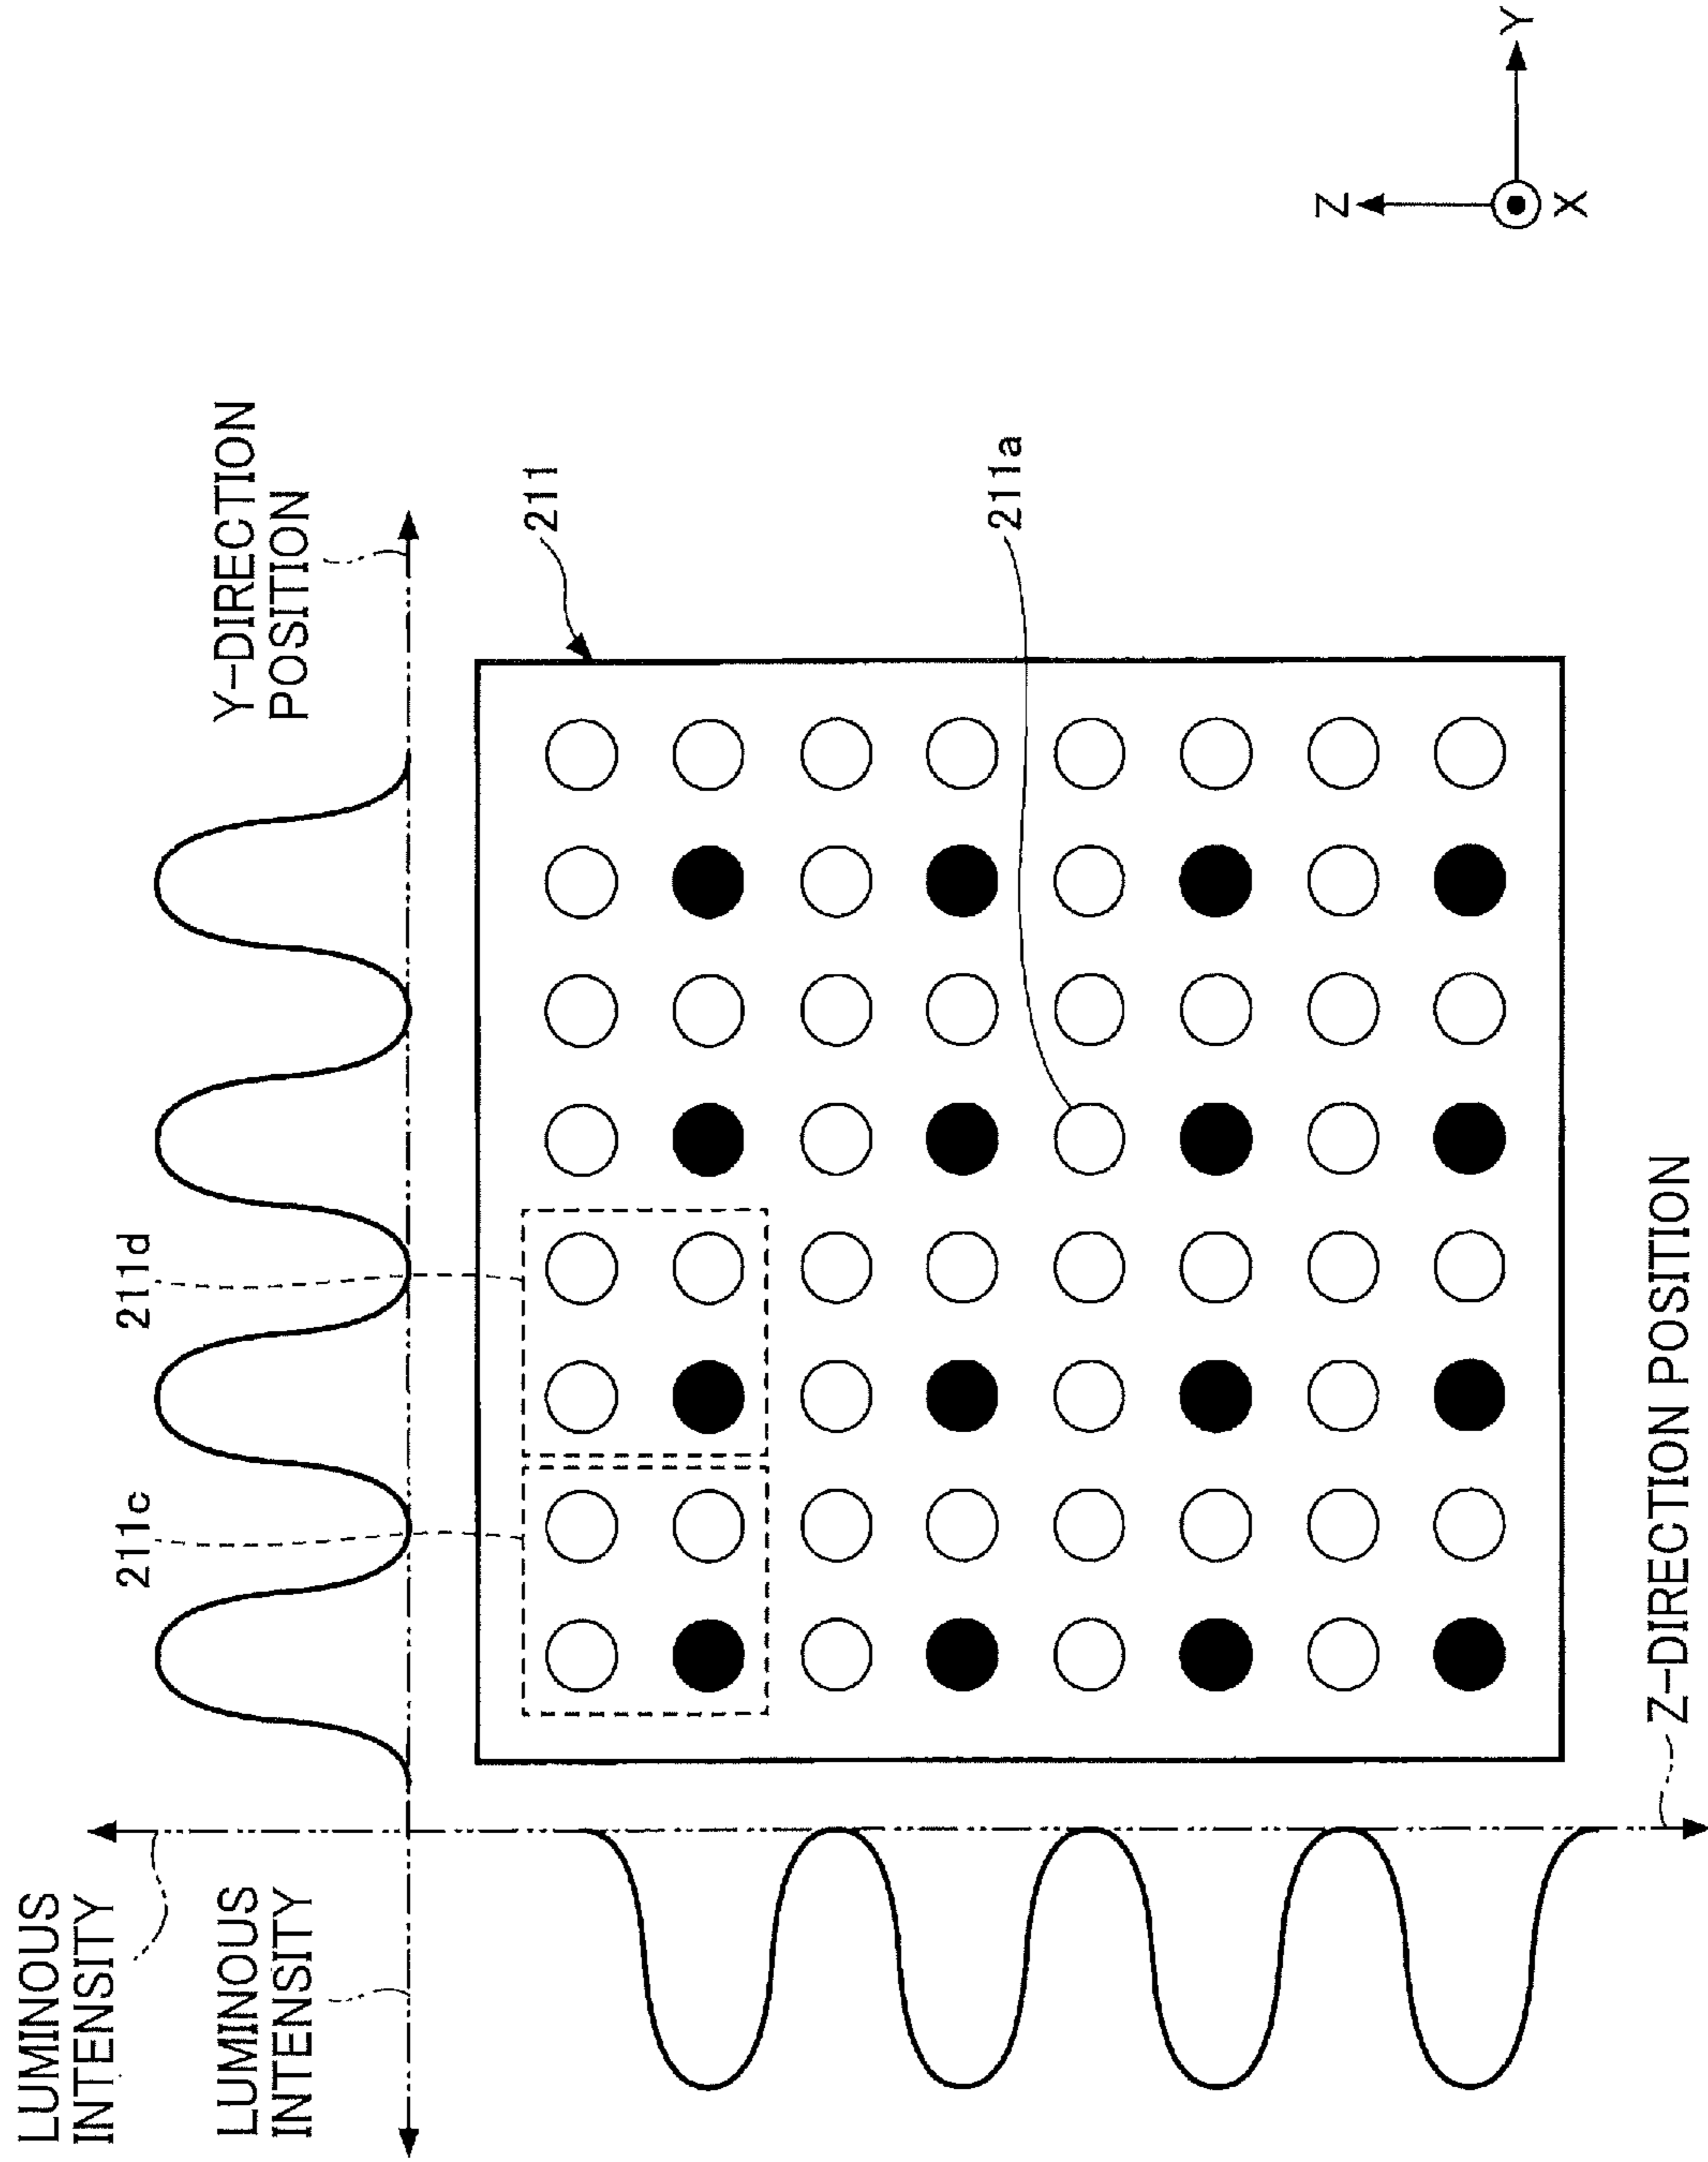 LUMINOUS
INTENSITY
LUMINOUS
INTENSITY
211c
211d
Y-DIRECTION
POSITION
211
211a
Z-DIRECTION POSITION
Z
Y
X